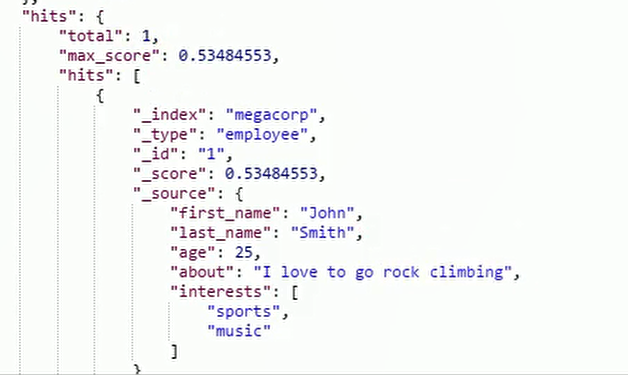 },
"hits": {
"total": 1,
"max_score": 0.53484553,
"hits": [
{
"_index": "megacorp",
"_type": "employee",
"_id": "1",
"_score": 0.53484553,
"_source": {
"first_name": "John",
"last_name": "Smith",
"age": 25,
"about": "I love to go rock climbing",
"interests": [
"sports",
"music"
]
}